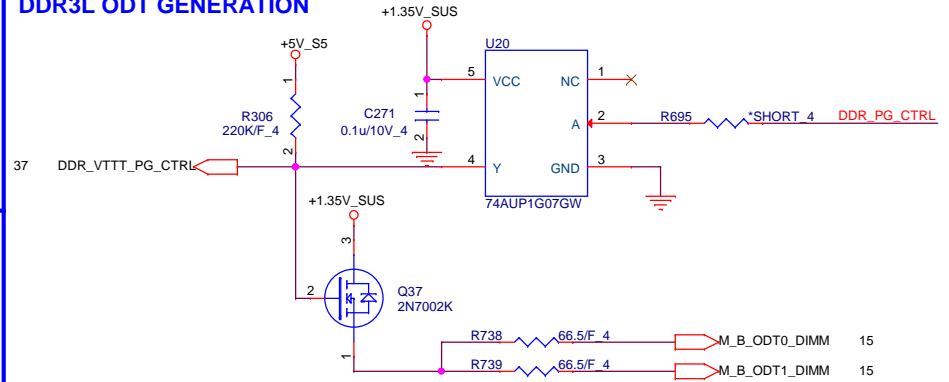 DDR3L ODT GENERATION
+1.35V_SUS
+5V_S5
U20
1
5 VCC NC 1
R306
220K/F_4
C271
0.1u/10V_4
1
2
A 2 R695 *SHORT_4 DDR_PG_CTRL
2
37 DDR_VTTT_PG_CTRL
4 Y GND 3
74AUP1G07GW
+1.35V_SUS
3
2
Q37
2N7002K
1
R738 66.5/F_4 M_B_ODT0_DIMM 15
R739 66.5/F_4 M_B_ODT1_DIMM 15